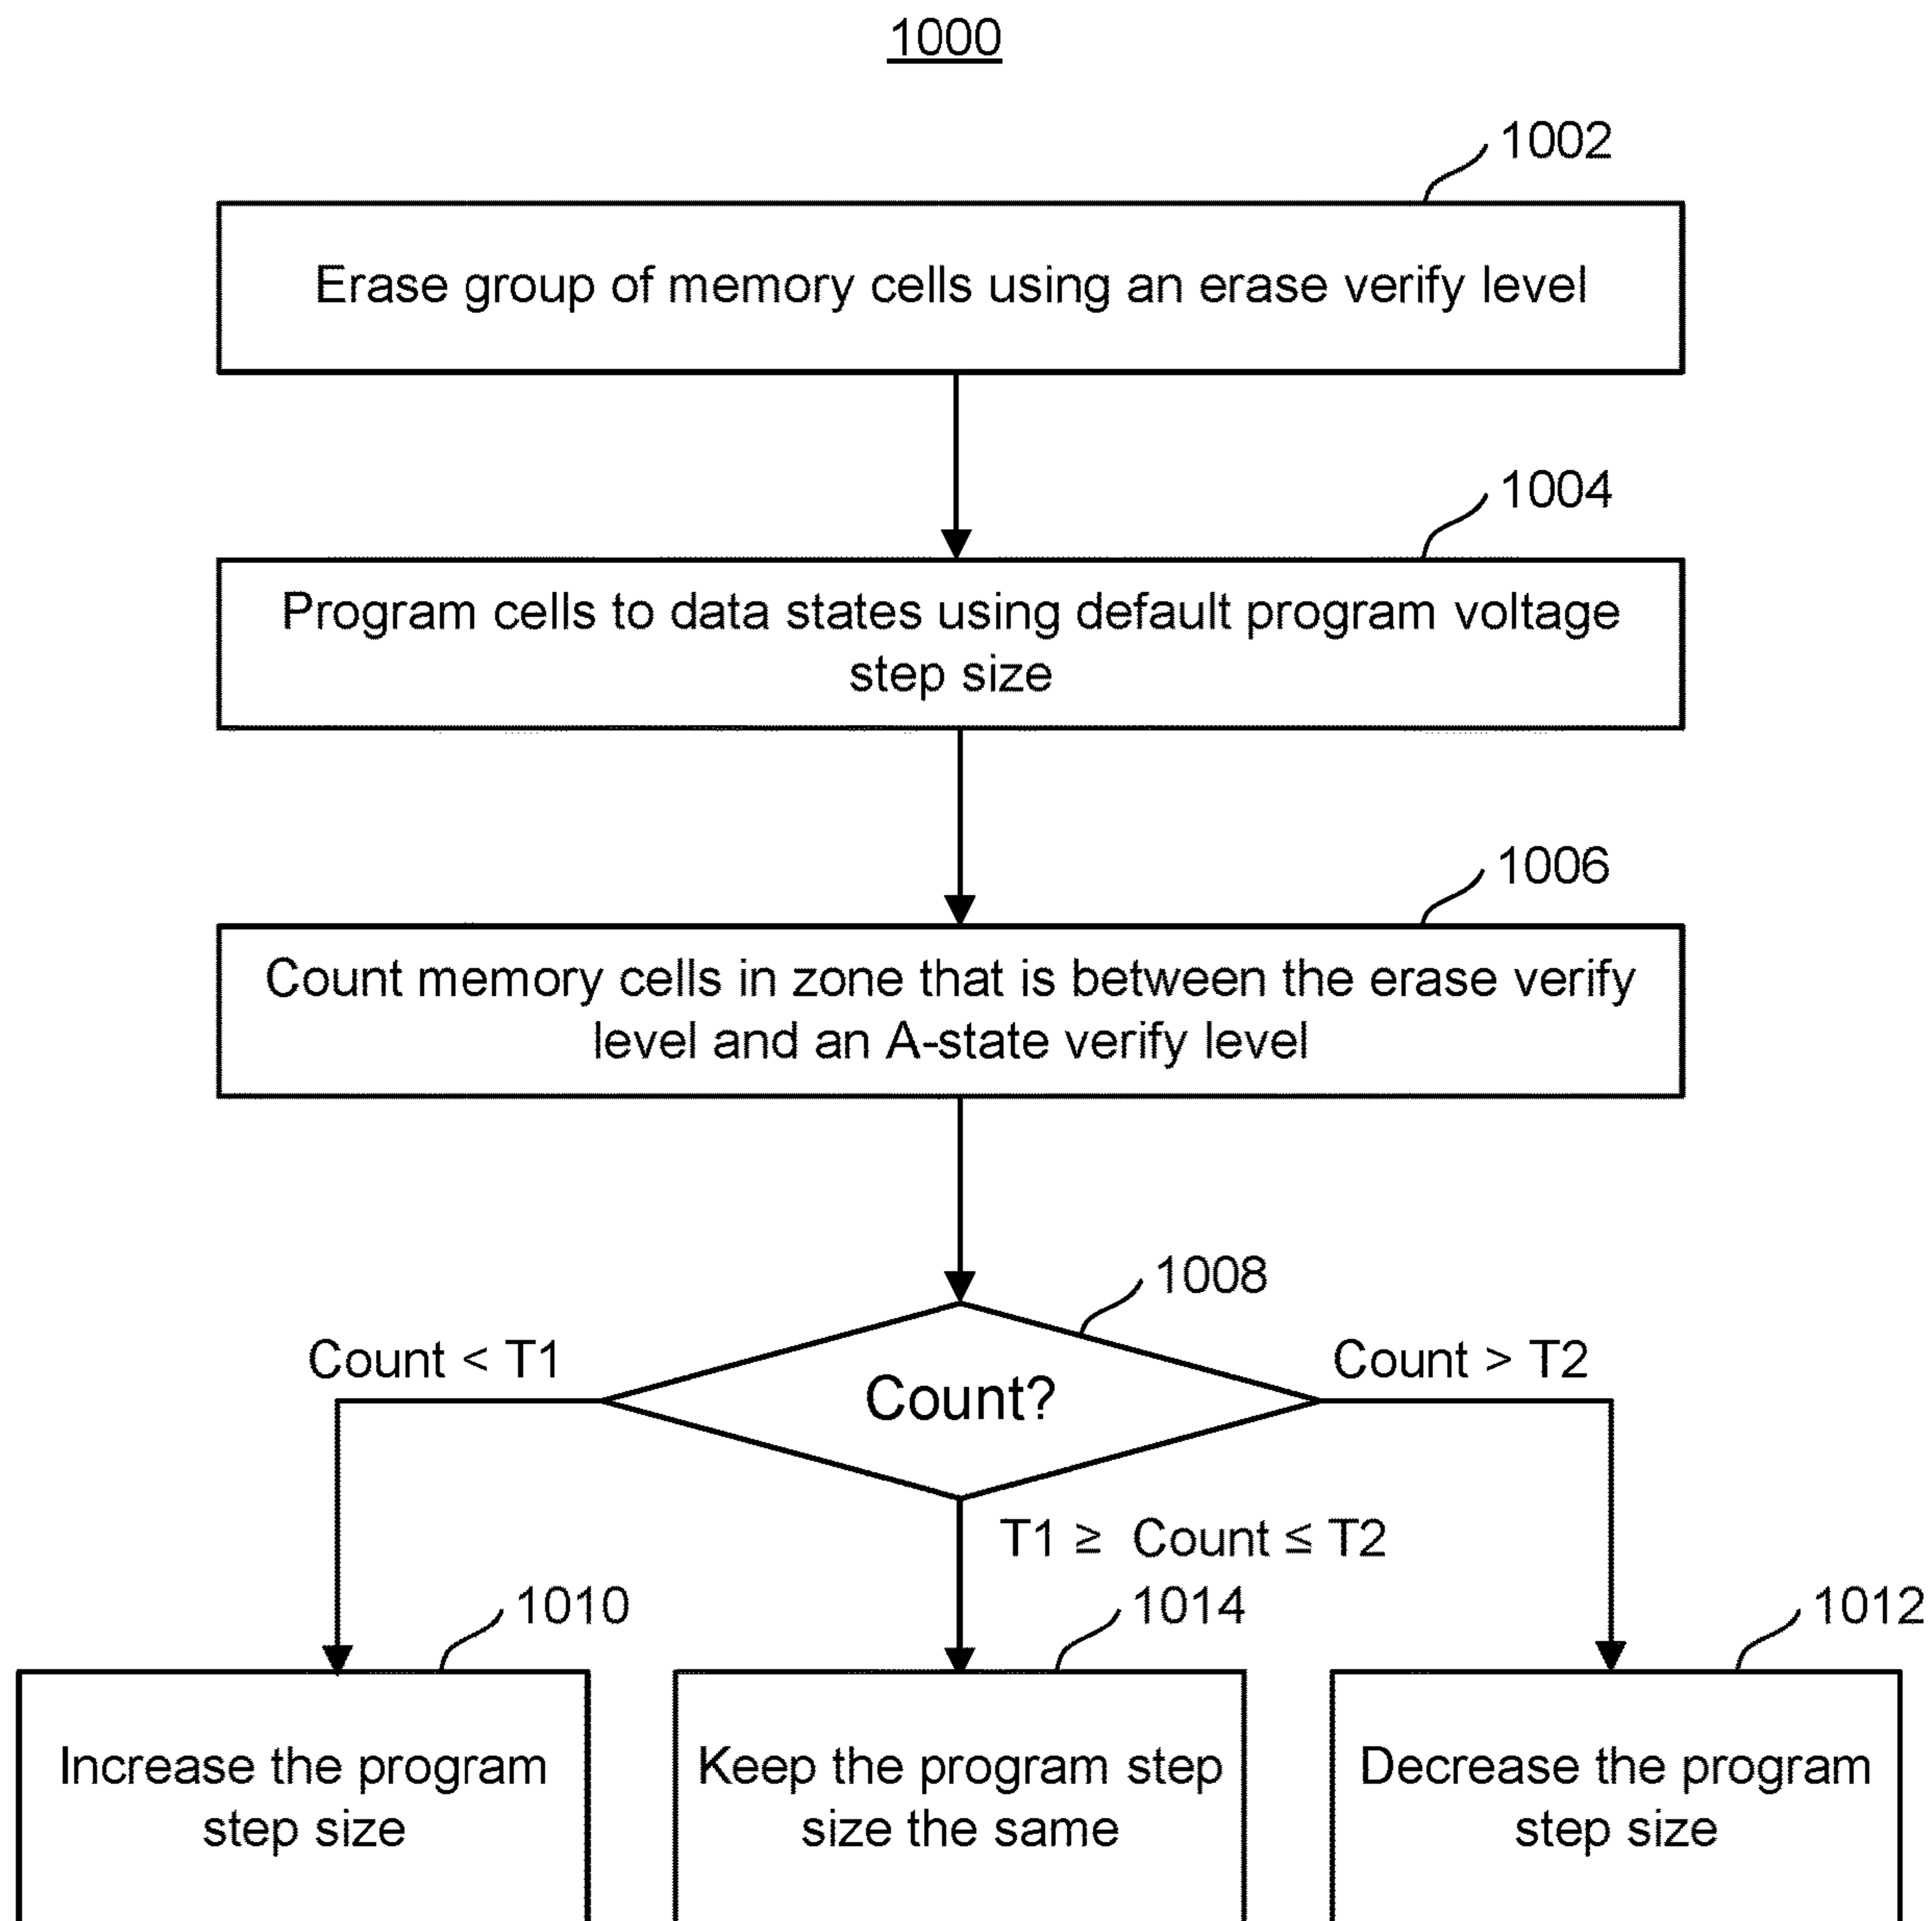 1000
1002
Erase group of memory cells using an erase verify level
1004
Program cells to data states using default program voltage
step size
1006
Count memory cells in zone that is between the erase verify
level and an A-state verify level
1008
Count < T1
Count?
Count > T2
T1 ≥ Count ≤ T2
1010
1014
1012
Increase the program
step size
Keep the program step
size the same
Decrease the program
step size